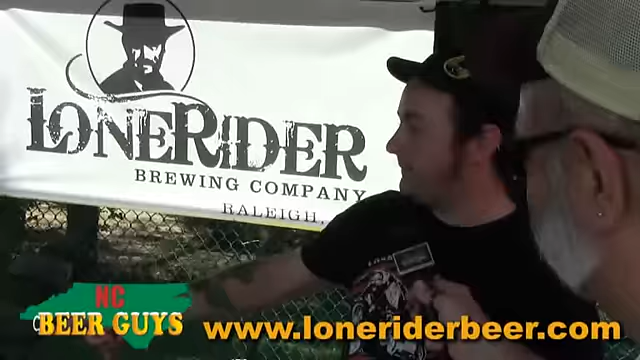 LONERIDER
BREWING COMPANY
RALEIGH,
NC
BEER GUYS
www.loneriderbeer.com